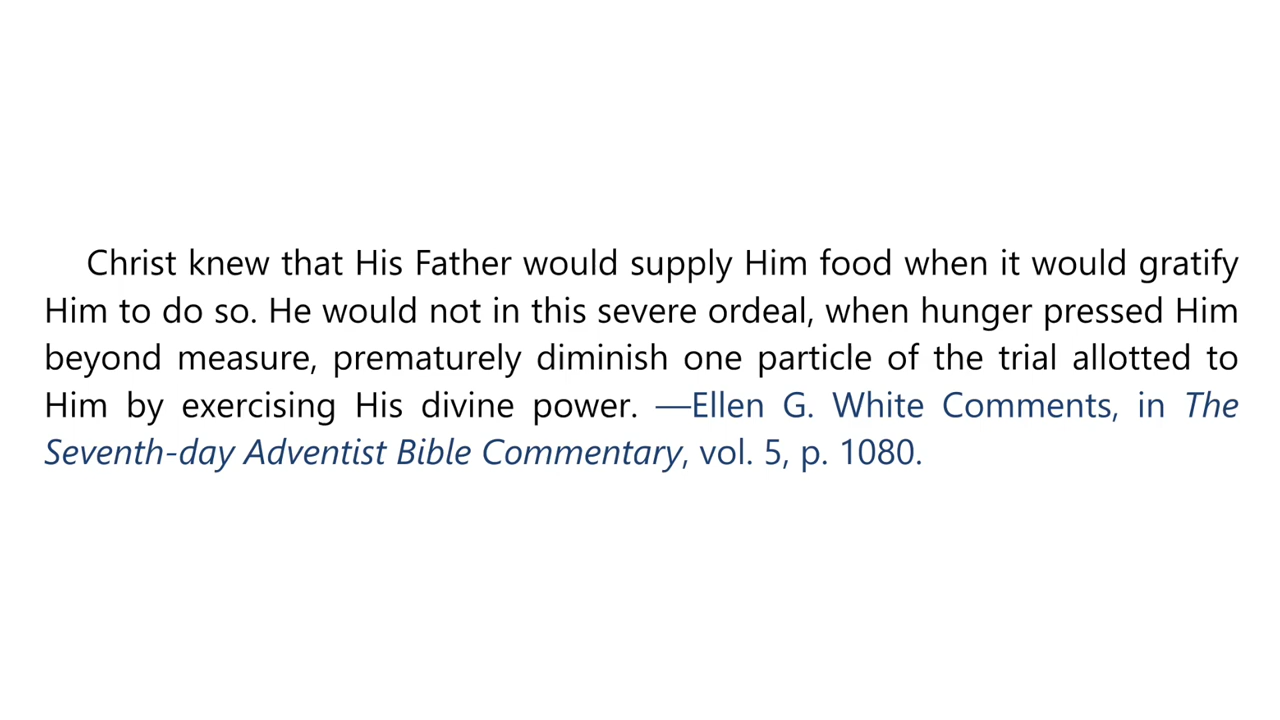 Christ knew that His Father would supply Him food when it would gratify
Him to do so. He would not in this severe ordeal, when hunger pressed Him
beyond measure, prematurely diminish one particle of the trial allotted to
Him by exercising His divine power. —Ellen G. White Comments, in The
Seventh-day Adventist Bible Commentary, vol. 5, p. 1080.